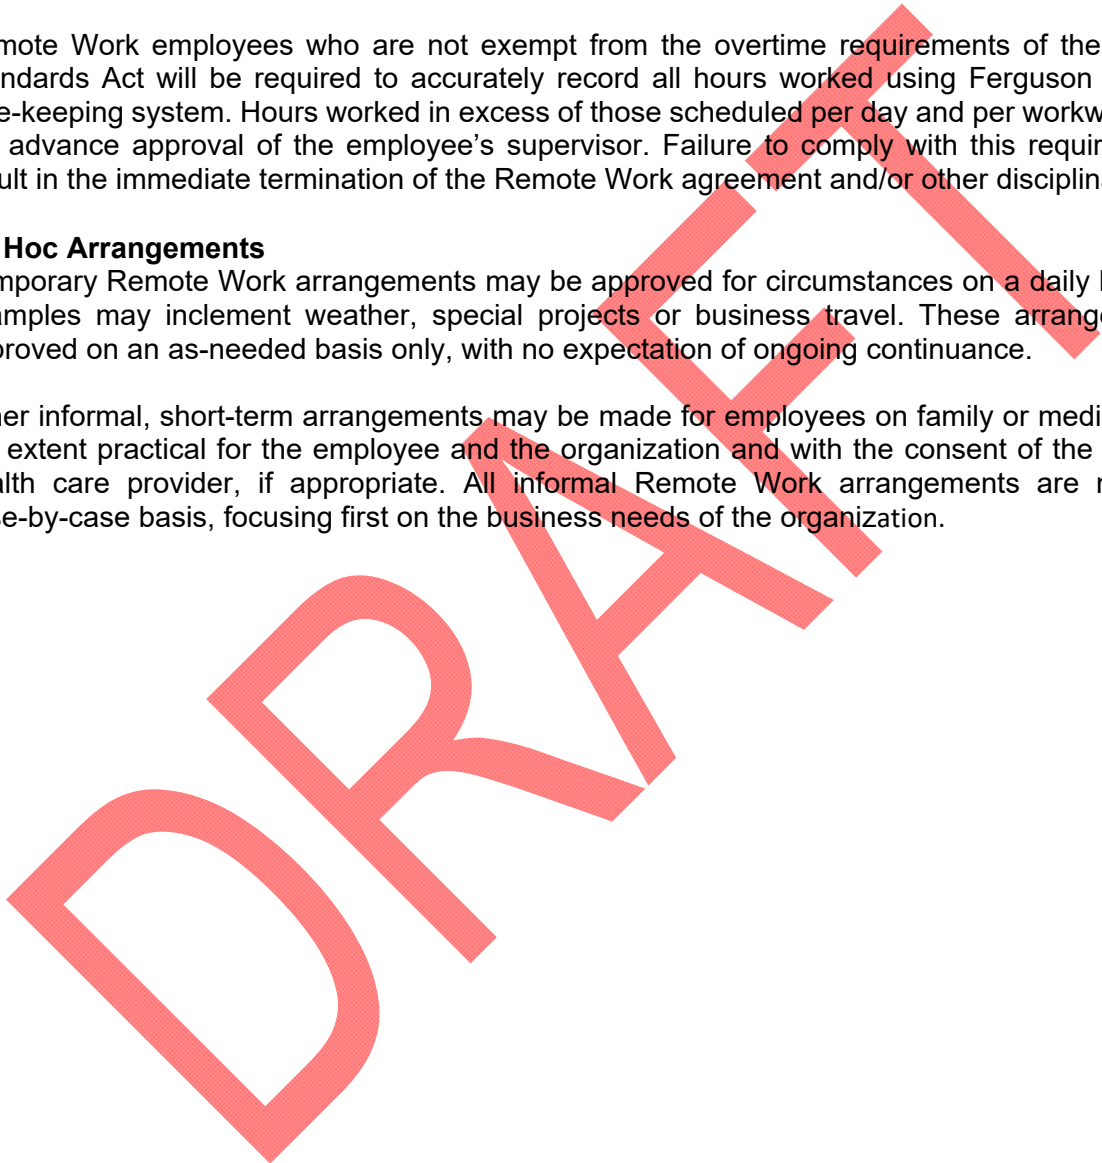 mote Work employees who are not exempt from the overtime requirements of the
ndards Act will be required to accurately record all hours worked using Ferguson
e-keeping system. Hours worked in excess of those scheduled per day and per workw
advance approval of the employee’s supervisor. Failure to comply with this requir
ult in the immediate termination of the Remote Work agreement and/or other disciplina
Hoc Arrangements
mporary Remote Work arrangements may be approved for circumstances on a daily
amples may inclement weather, special projects or business travel. These arrange
proved on an as-needed basis only, with no expectation of ongoing continuance.
her informal, short-term arrangements may be made for employees on family or medi
extent practical for the employee and the organization and with the consent of the
alth care provider, if appropriate. All informal Remote Work arrangements are
se-by-case basis, focusing first on the business needs of the organization.
DRAFT